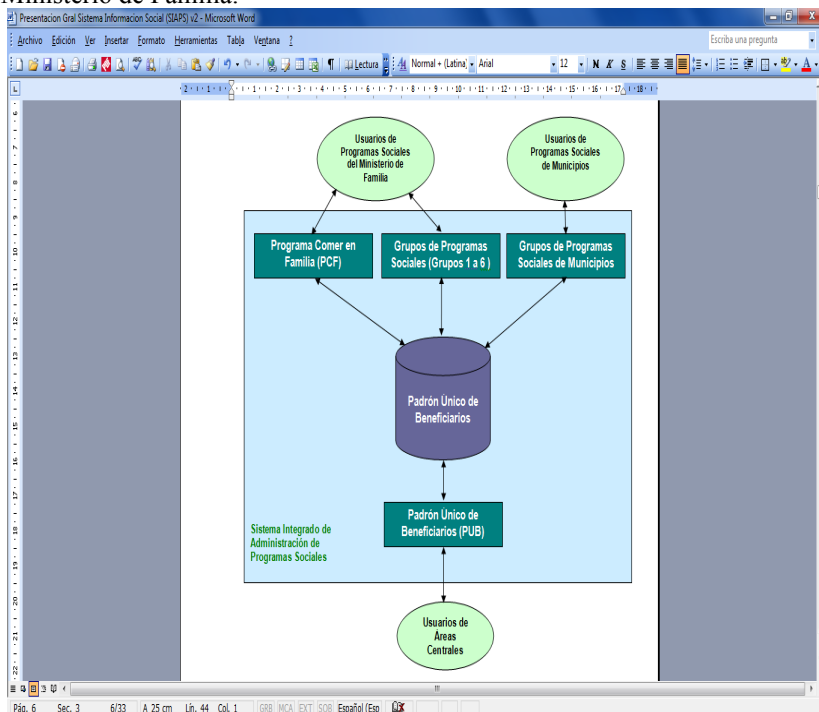 Ministerio de Familia.
Presentacion Gral Sistema Informacion Social (SIAPS) v2 - Microsoft Word
Archivo Edición Ver Insertar Formato Herramientas Tabla Ventana ?
Escriba una pregunta
Lectura
Normal + (Latina)
Arial
12
N K S
Usuarios de
Programas Sociales
del Ministerio de
Familia
Usuarios de
Programas Sociales
de Municipios
Programa Comer en
Familia (PCF)
Grupos de Programas
Sociales (Grupos 1 a 6 )
Grupos de Programas
Sociales de Municipios
Padrón Único de
Beneficiarios
Padrón Único de
Beneficiarios (PUB)
Sistema Integrado de
Administración de
Programas Sociales
Usuarios de
Áreas
Centrales
Pág. 6 Sec. 3 6/33 A 25 cm Lín. 44 Col. 1 GRB MCA EXT SOB Español (Esp